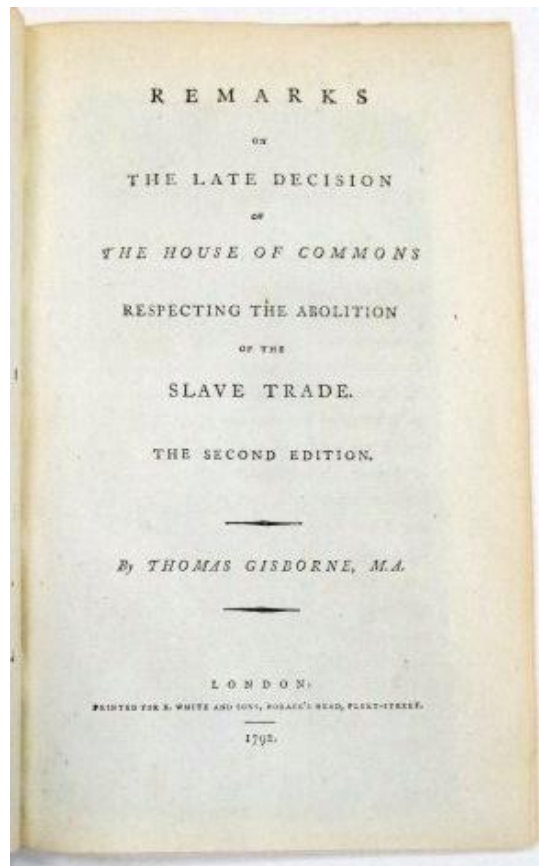 REMARKS
ON
THE LATE DECISION
OF
THE HOUSE OF COMMONS
RESPECTING THE ABOLITION
OF THE
SLAVE TRADE.
THE SECOND EDITION.
By THOMAS GISBORNE, M.A.
LONDON:
PRINTED FOR B. WHITE AND SONS, HORACE'S HEAD, FLEET-STREET.
1792.